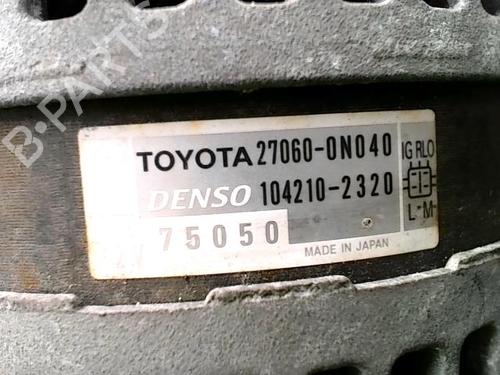 B-PARTS
TOYOTA 27060-0N040 IG RLO
DENSO 104210-2320
75050 L M
MADE IN JAPAN